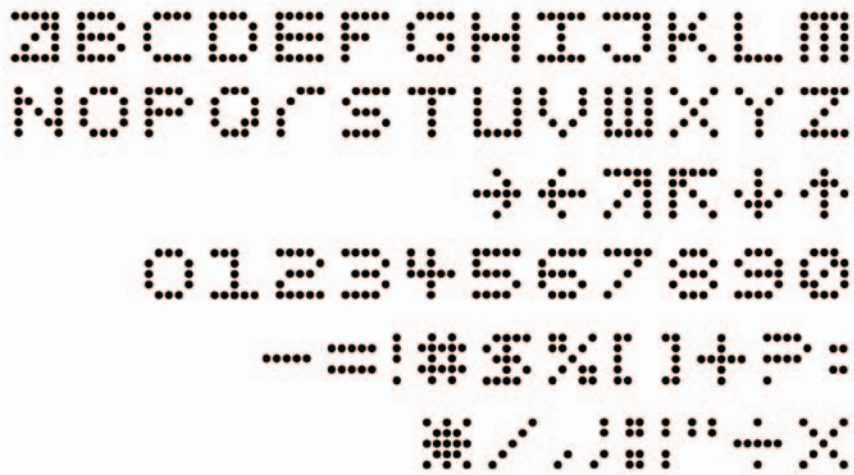 ABCDEFGHIJKLM
NOPQrSTUVWXYZ
→←↗↖↓↑
01234567890
-=!#$%[]+?:
*/,;"÷×